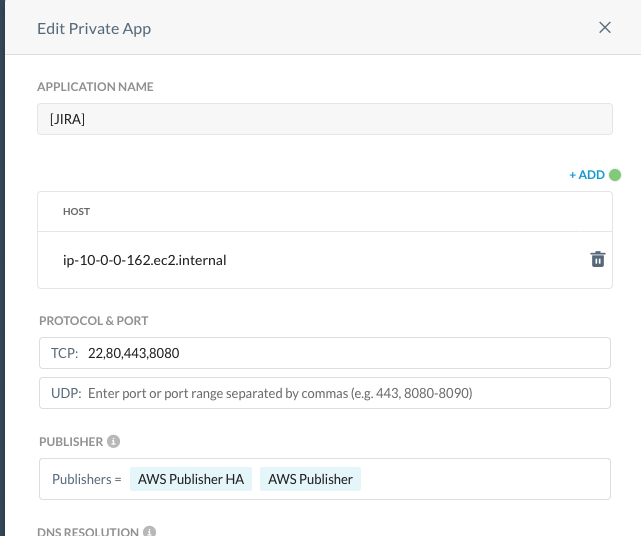 Edit Private App
APPLICATION NAME
[JIRA]
+ ADD
HOST
ip-10-0-0-162.ec2.internal
PROTOCOL & PORT
TCP: 22,80,443,8080
UDP: Enter port or port range separated by commas (e.g. 443, 8080-8090)
PUBLISHER
Publishers = AWS Publisher HA AWS Publisher
DNS RESOLUTION